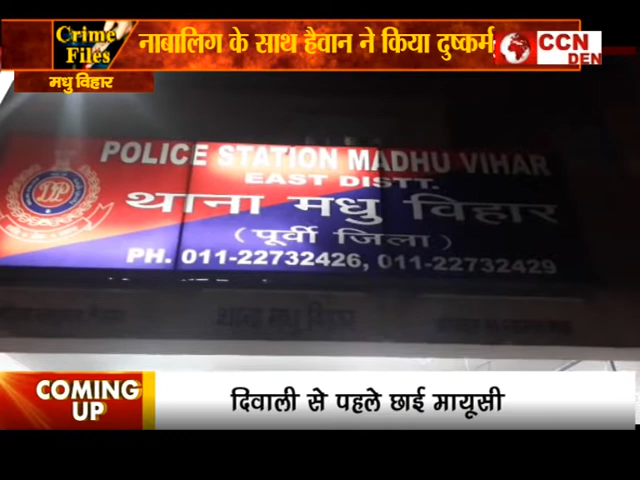 Crime Files
नाबालिग के साथ हैवान ने किया दुष्कर्म
CCN
DEN
मधु विहार
POLICE STATION MADHU VIHAR
EAST DISTT.
थाना मधु विहार
(पूर्वी जिला)
PH. 011-22732426, 011-22732429
COMING UP
दिवाली से पहले छाई मायूसी